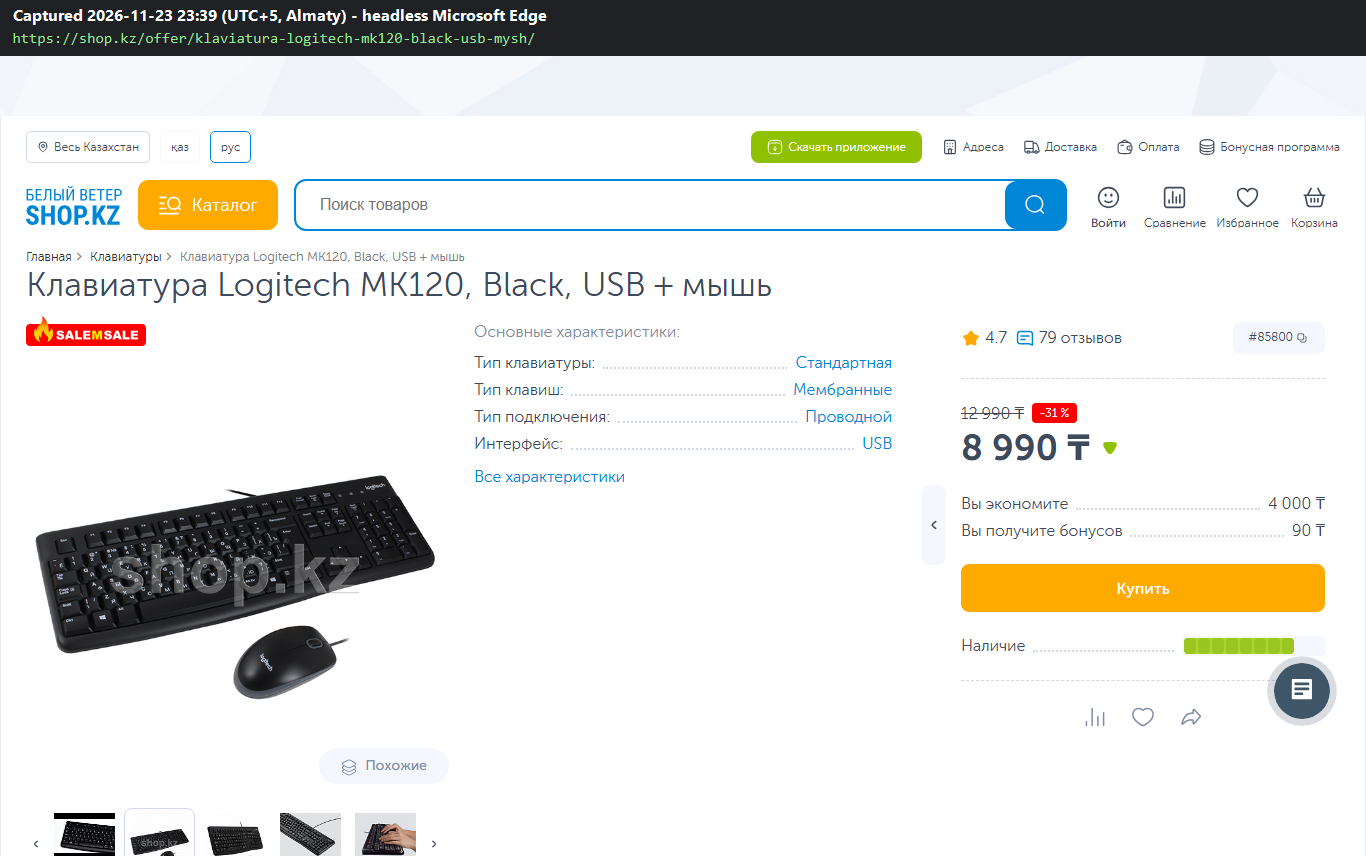 Captured 2026-11-23 23:39 (UTC+5, Almaty) - headless Microsoft Edge
https://shop.kz/offer/klaviatura-logitech-mk120-black-usb-mysh/
Весь Казахстан
қаз
рус
Скачать приложение
Адреса
Доставка
Оплата
Бонусная программа
БЕЛЫЙ ВЕТЕР
SHOP.KZ
Каталог
Поиск товаров
Войти
Сравнение
Избранное
Корзина
Главная
Клавиатуры
Клавиатура Logitech MK120, Black, USB + мышь
Клавиатура Logitech MK120, Black, USB + мышь
SALEMSALE
Основные характеристики:
Тип клавиатуры: Стандартная
Тип клавиш: Мембранные
Тип подключения: Проводной
Интерфейс: USB
Все характеристики
4.7 79 отзывов
#85800
12 990 ₸ -31 %
8 990 ₸
Вы экономите 4 000 ₸
Вы получите бонусов 90 ₸
Купить
Наличие
logitech
shop.kz
logitech
Похожие
shop.kz